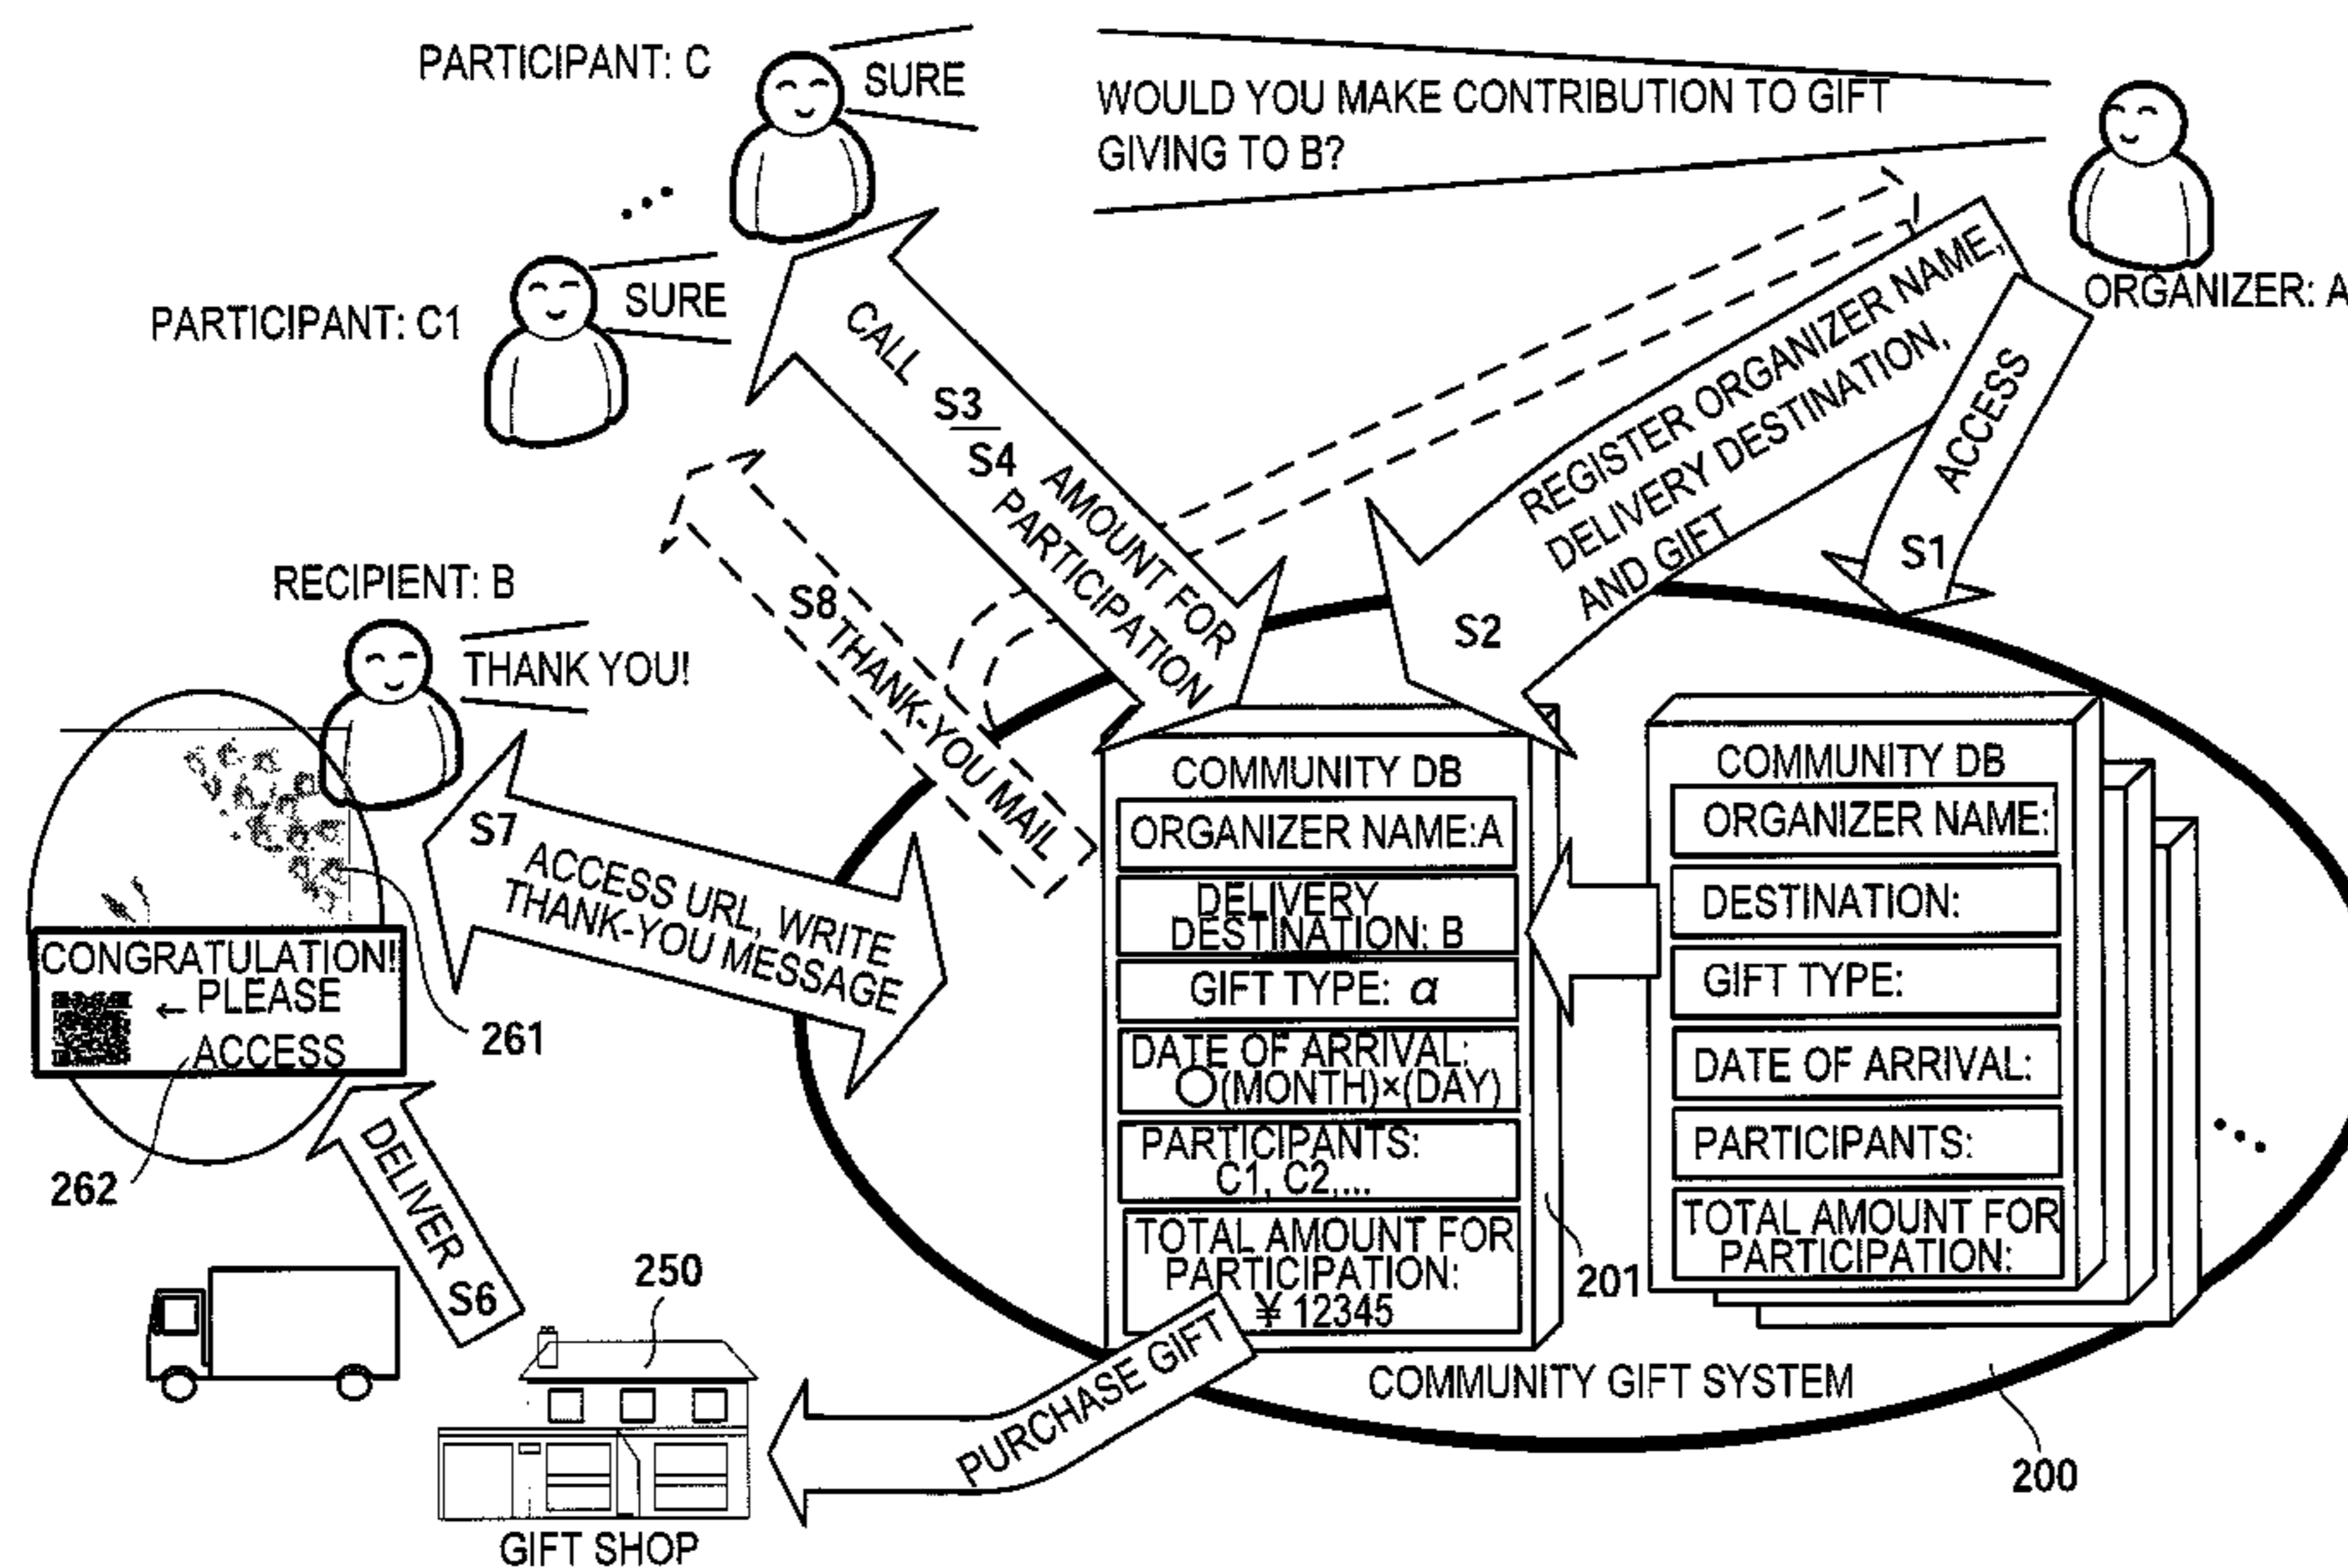 PARTICIPANT: C
SURE
WOULD YOU MAKE CONTRIBUTION TO GIFT
GIVING TO B?
ORGANIZER: A
PARTICIPANT: C1
SURE
CALL S3
S4 AMOUNT FOR
PARTICIPATION
REGISTER ORGANIZER NAME,
DELIVERY DESTINATION,
AND GIFT
S2
ACCESS
S1
RECIPIENT: B
THANK YOU!
S8 THANK-YOU MAIL
S7
ACCESS URL, WRITE
THANK-YOU MESSAGE
CONGRATULATION!
← PLEASE
ACCESS
261
262
DELIVER S6
250
GIFT SHOP
PURCHASE GIFT
COMMUNITY DB
ORGANIZER NAME:A
DELIVERY
DESTINATION: B
GIFT TYPE: α
DATE OF ARRIVAL:
○(MONTH)×(DAY)
PARTICIPANTS:
C1, C2,...
TOTAL AMOUNT FOR
PARTICIPATION:
¥ 12345
201
COMMUNITY DB
ORGANIZER NAME:
DESTINATION:
GIFT TYPE:
DATE OF ARRIVAL:
PARTICIPANTS:
TOTAL AMOUNT FOR
PARTICIPATION:
COMMUNITY GIFT SYSTEM
200